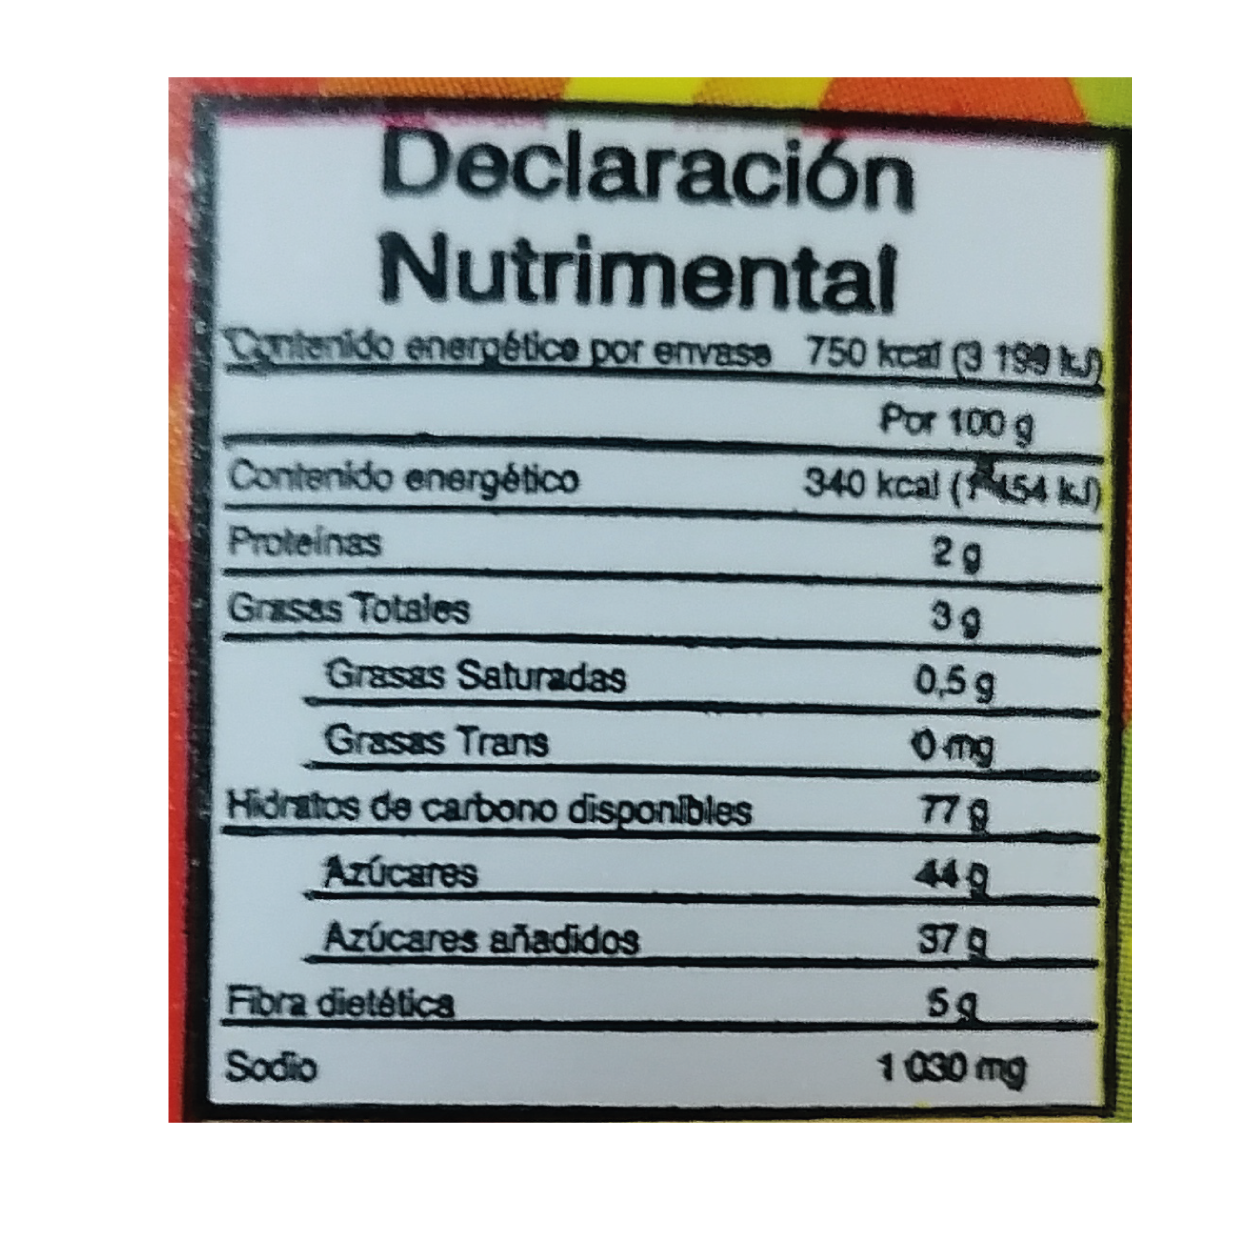 Declaración
Nutrimental
Contenido energético por envase 750 kcal (3 199 kJ)
Por 100 g
Contenido energético 340 kcal (1 454 kJ)
Proteínas 2 g
Grasas Totales 3 g
Grasas Saturadas 0,5 g
Grasas Trans 0 mg
Hidratos de carbono disponibles 77 g
Azúcares 44 g
Azúcares añadidos 37 g
Fibra dietética 5 g
Sodio 1 030 mg